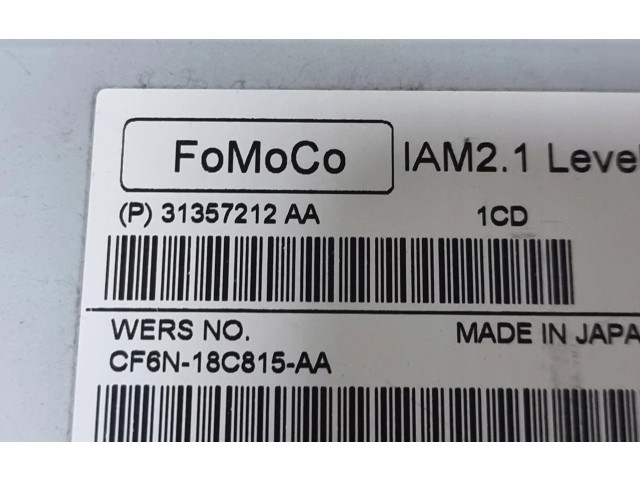 FoMoCo IAM2.1 Level
(P) 31357212 AA 1CD
WERS NO. MADE IN JAPA
CF6N-18C815-AA